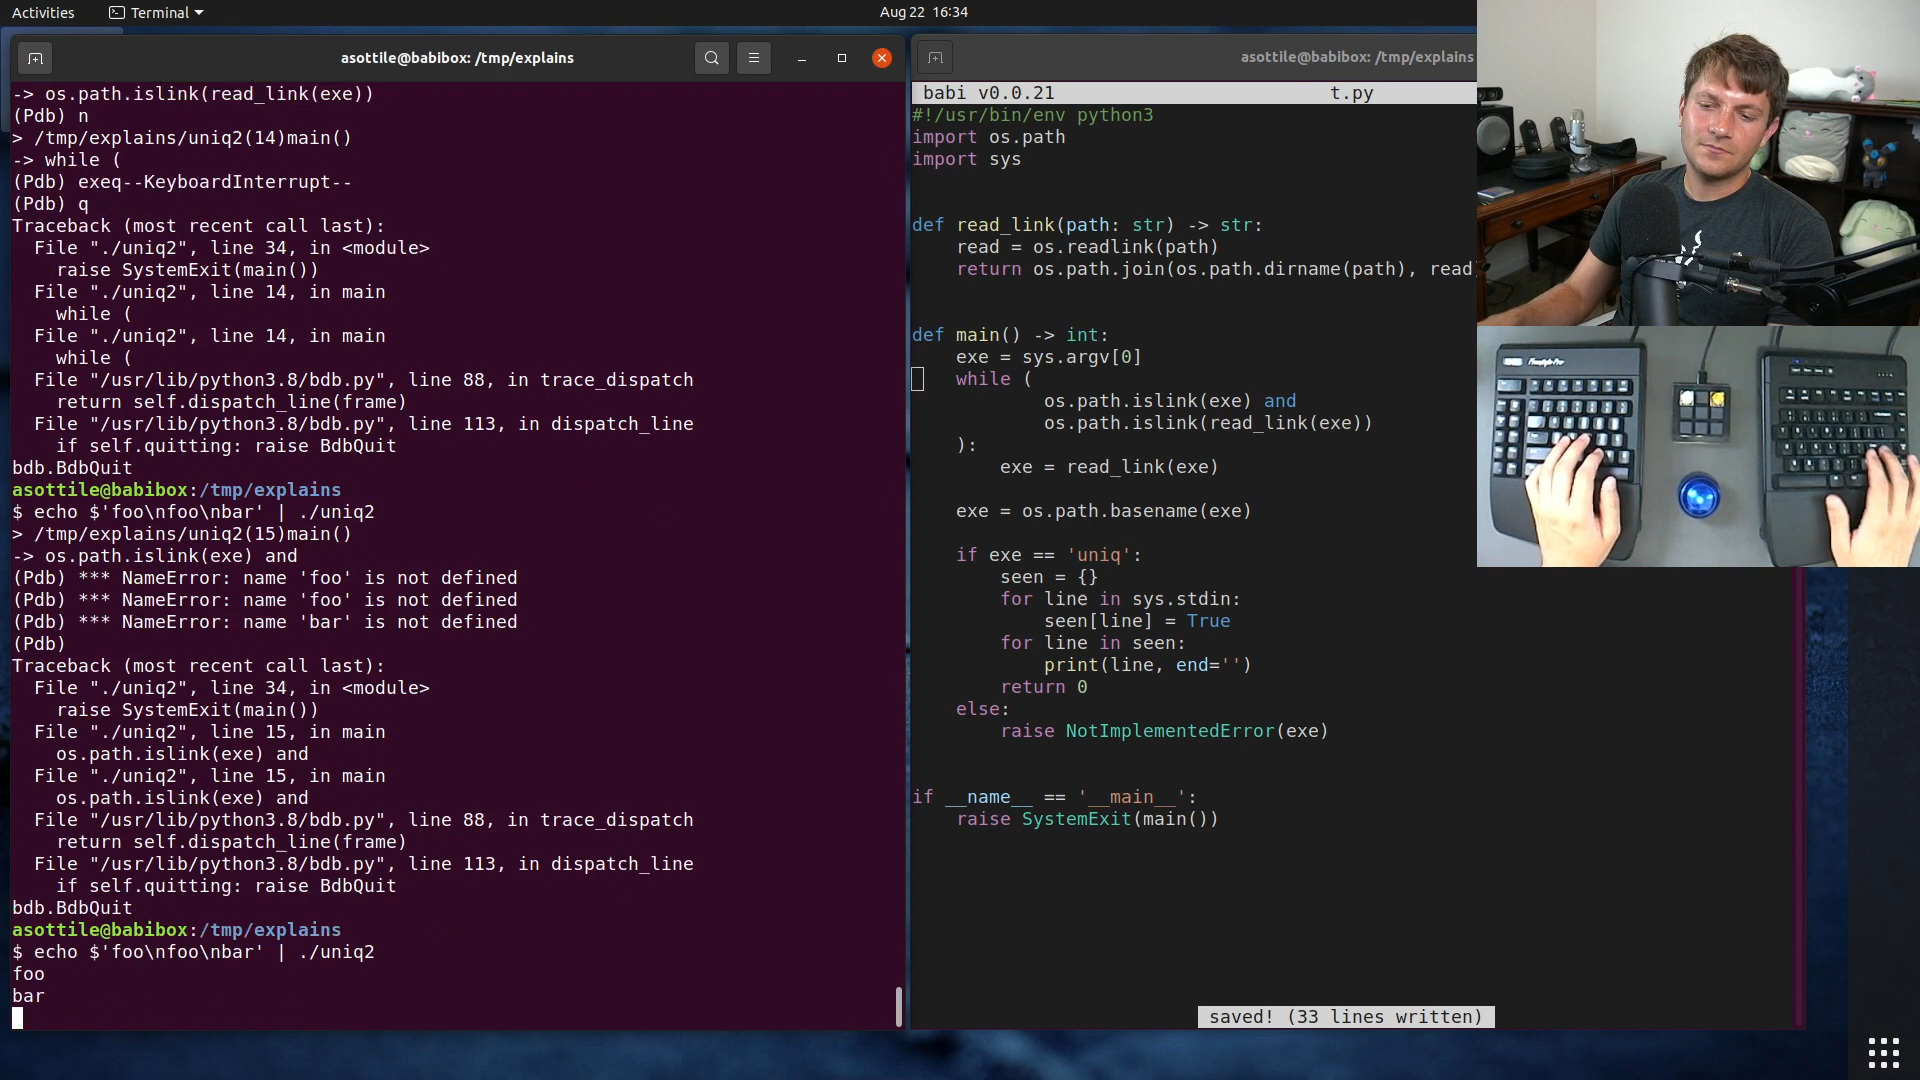 Activities
Terminal
Aug 22 16:34
asottile@babibox: /tmp/explains
-> os.path.islink(read_link(exe))
(Pdb) n
> /tmp/explains/uniq2(14)main()
-> while (
(Pdb) exeq--KeyboardInterrupt--
(Pdb) q
Traceback (most recent call last):
  File "./uniq2", line 34, in <module>
    raise SystemExit(main())
  File "./uniq2", line 14, in main
    while (
  File "./uniq2", line 14, in main
    while (
  File "/usr/lib/python3.8/bdb.py", line 88, in trace_dispatch
    return self.dispatch_line(frame)
  File "/usr/lib/python3.8/bdb.py", line 113, in dispatch_line
    if self.quitting: raise BdbQuit
bdb.BdbQuit
asottile@babibox:/tmp/explains
$ echo $'foo\nfoo\nbar' | ./uniq2
> /tmp/explains/uniq2(15)main()
-> os.path.islink(exe) and
(Pdb) *** NameError: name 'foo' is not defined
(Pdb) *** NameError: name 'foo' is not defined
(Pdb) *** NameError: name 'bar' is not defined
(Pdb)
Traceback (most recent call last):
  File "./uniq2", line 34, in <module>
    raise SystemExit(main())
  File "./uniq2", line 15, in main
    os.path.islink(exe) and
  File "./uniq2", line 15, in main
    os.path.islink(exe) and
  File "/usr/lib/python3.8/bdb.py", line 88, in trace_dispatch
    return self.dispatch_line(frame)
  File "/usr/lib/python3.8/bdb.py", line 113, in dispatch_line
    if self.quitting: raise BdbQuit
bdb.BdbQuit
asottile@babibox:/tmp/explains
$ echo $'foo\nfoo\nbar' | ./uniq2
foo
bar
asottile@babibox: /tmp/explains
babi v0.0.21 t.py
#!/usr/bin/env python3
import os.path
import sys
def read_link(path: str) -> str:
    read = os.readlink(path)
    return os.path.join(os.path.dirname(path), read
def main() -> int:
    exe = sys.argv[0]
    while (
            os.path.islink(exe) and
            os.path.islink(read_link(exe))
    ):
        exe = read_link(exe)
    exe = os.path.basename(exe)
    if exe == 'uniq':
        seen = {}
        for line in sys.stdin:
            seen[line] = True
        for line in seen:
            print(line, end='')
        return 0
    else:
        raise NotImplementedError(exe)
if __name__ == '__main__':
    raise SystemExit(main())
saved! (33 lines written)